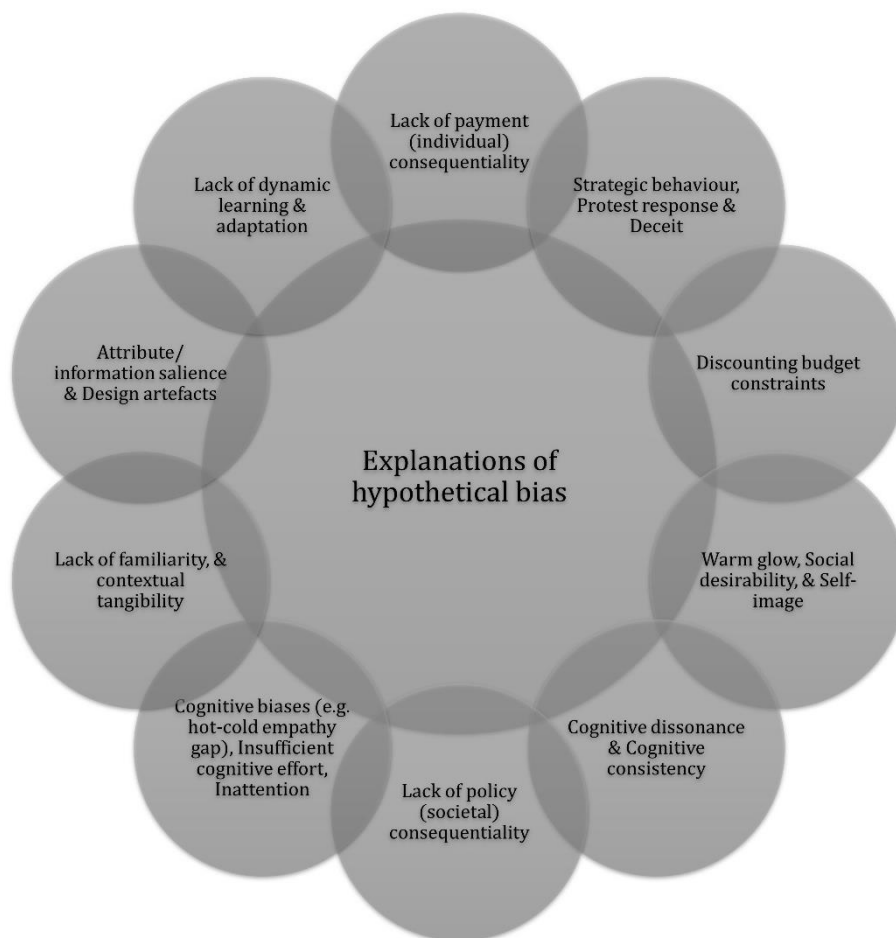 Lack of payment
(individual)
consequentiality
Strategic behaviour,
Protest response &
Deceit
Discounting budget
constraints
Warm glow, Social
desirability, & Self-
image
Cognitive dissonance
& Cognitive
consistency
Lack of policy
(societal)
consequentiality
Cognitive biases (e.g.
hot-cold empathy
gap), Insufficient
cognitive effort,
Inattention
Lack of familiarity, &
contextual
tangibility
Attribute/
information salience
& Design artefacts
Lack of dynamic
learning &
adaptation
Explanations of
hypothetical bias